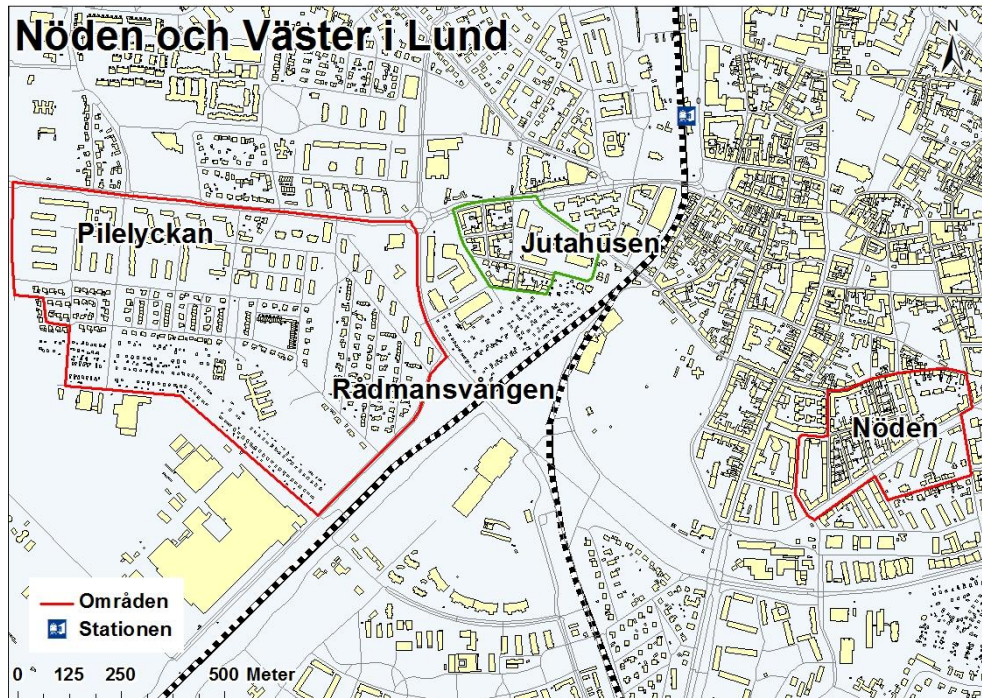 Nöden och Väster i Lund
N
Pilelyckan
Jutahusen
Rådmansvången
Nöden
Områden
Stationen
0 125 250 500 Meter